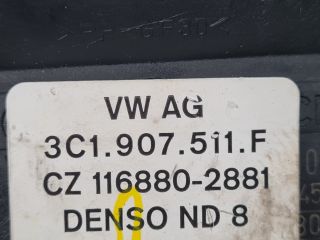 VW AG
3C1.907.511.F
CZ 116880-2881
DENSO ND 8